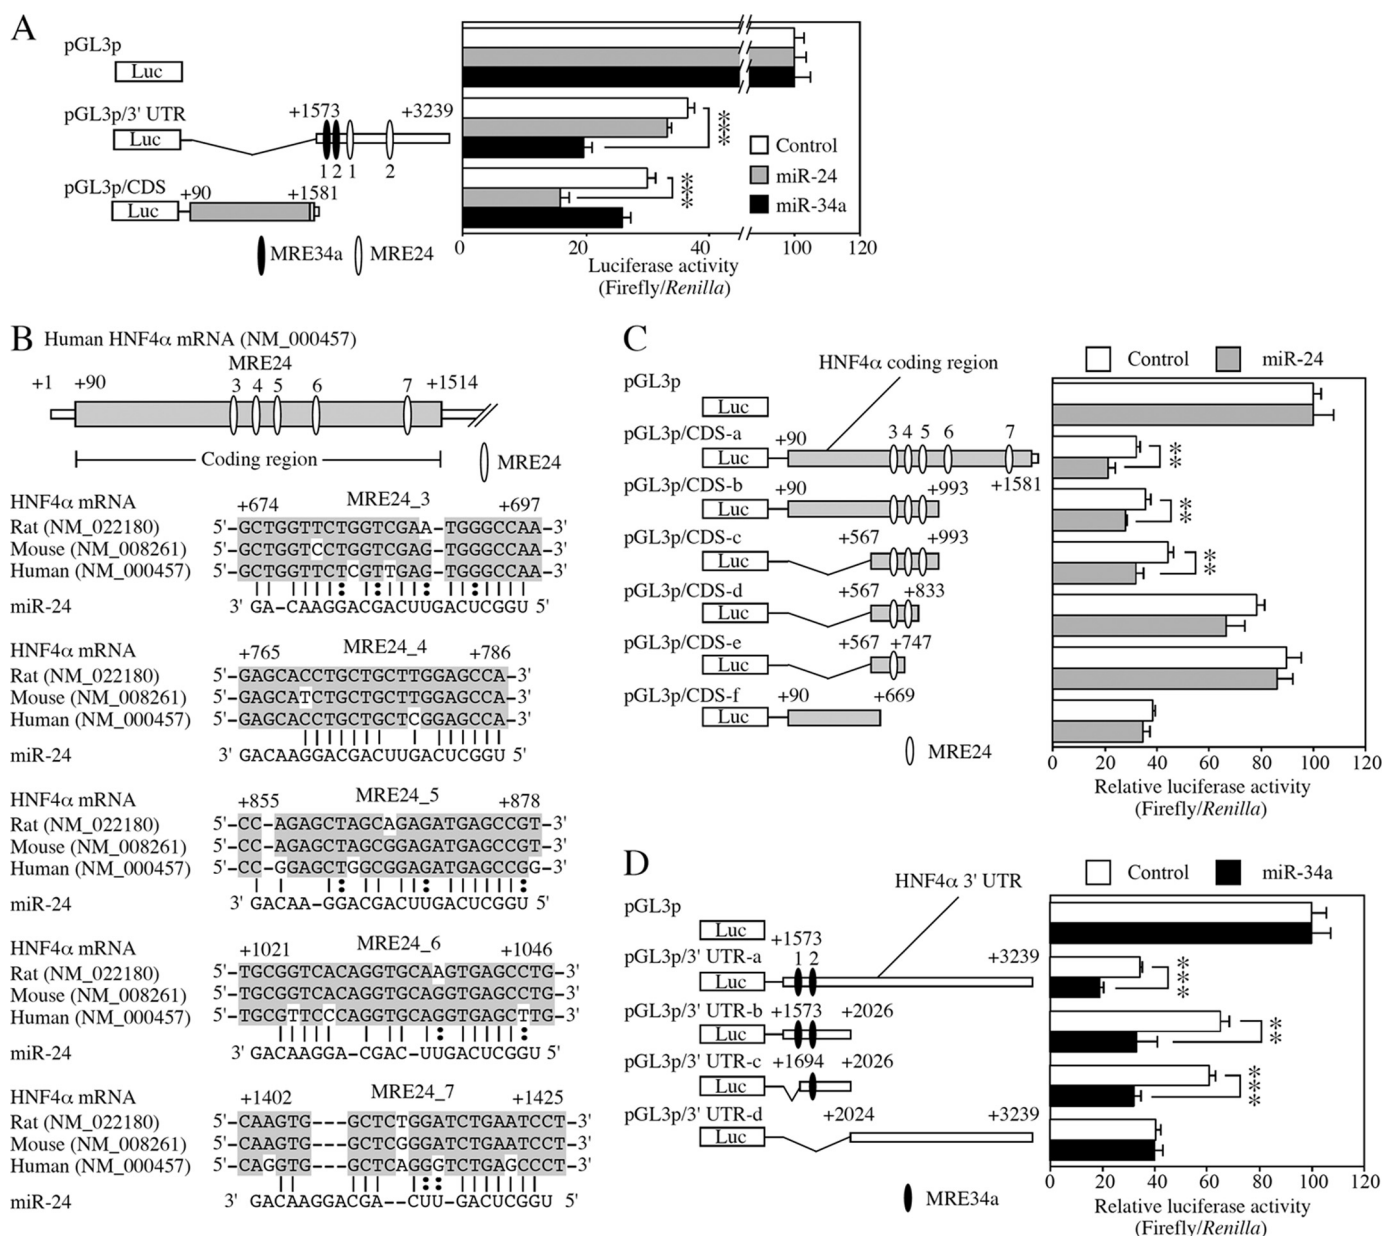 A
pGL3p
Luc
pGL3p/3' UTR
+1573
+3239
Luc
1 2 1 2
pGL3p/CDS
+90
+1581
Luc
MRE34a
MRE24
***
***
Control
miR-24
miR-34a
0 20 40 100 120
Luciferase activity
(Firefly/Renilla)
B
Human HNF4α mRNA (NM_000457)
MRE24
+1 +90 3 4 5 6 7 +1514
Coding region
MRE24
HNF4α mRNA +674 MRE24_3 +697
Rat (NM_022180) 5'-GCTGGTTCTGGTCGAA-TGGGCCAA-3'
Mouse (NM_008261) 5'-GCTGGTCCTGGTCGAG-TGGGCCAA-3'
Human (NM_000457) 5'-GCTGGTTCTCGTTGAG-TGGGCCAA-3'
miR-24 3' GA-CAAGGACGACUUGACUCGGU 5'
HNF4α mRNA +765 MRE24_4 +786
Rat (NM_022180) 5'-GAGCACCTGCTGCTTGGAGCCA-3'
Mouse (NM_008261) 5'-GAGCATCTGCTGCTTGGAGCCA-3'
Human (NM_000457) 5'-GAGCACCTGCTGCTCGGAGCCA-3'
miR-24 3' GACAAGGACGACUUGACUCGGU 5'
HNF4α mRNA +855 MRE24_5 +878
Rat (NM_022180) 5'-CC-AGAGCTAGCAGAGATGAGCCGT-3'
Mouse (NM_008261) 5'-CC-AGAGCTAGCGGAGATGAGCCGT-3'
Human (NM_000457) 5'-CC-GGAGCTGGCGGAGATGAGCCGG-3'
miR-24 3' GACAA-GGACGACUUGACUCGGU 5'
HNF4α mRNA +1021 MRE24_6 +1046
Rat (NM_022180) 5'-TGCGGTCACAGGTGCAAGTGAGCCTG-3'
Mouse (NM_008261) 5'-TGCGGTCACAGGTGCAGGTGAGCCTG-3'
Human (NM_000457) 5'-TGCGTTCCCAGGTGCAGGTGAGCTTG-3'
miR-24 3' GACAAGGA-CGAC-UUGACUCGGU 5'
HNF4α mRNA +1402 MRE24_7 +1425
Rat (NM_022180) 5'-CAAGTG---GCTCTGGATCTGAATCCT-3'
Mouse (NM_008261) 5'-CAAGTG---GCTCGGGATCTGAATCCT-3'
Human (NM_000457) 5'-CAGGTG---GCTCAGGGTCTGAGCCCT-3'
miR-24 3' GACAAGGACGA--CUU-GACUCGGU 5'
C
HNF4α coding region
Control
miR-24
pGL3p
Luc
pGL3p/CDS-a
+90 3 4 5 6 7
Luc
+1581
pGL3p/CDS-b
+90 +993
Luc
pGL3p/CDS-c
+567 +993
Luc
pGL3p/CDS-d
+567 +833
Luc
pGL3p/CDS-e
+567 +747
Luc
pGL3p/CDS-f
+90 +669
Luc
MRE24
**
**
**
0 20 40 60 80 100 120
Relative luciferase activity
(Firefly/Renilla)
D
HNF4α 3' UTR
Control
miR-34a
pGL3p
Luc
+1573
pGL3p/3' UTR-a
1 2
+3239
Luc
pGL3p/3' UTR-b
+1573 +2026
Luc
pGL3p/3' UTR-c
+1694 +2026
Luc
pGL3p/3' UTR-d
+2024 +3239
Luc
MRE34a
***
**
***
0 20 40 60 80 100 120
Relative luciferase activity
(Firefly/Renilla)